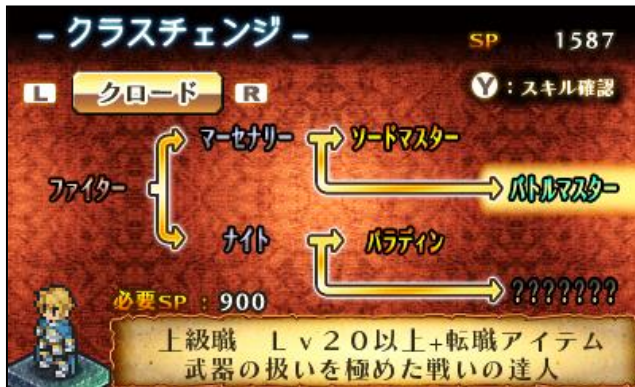 - クラスチェンジ -
SP 1587
L クロード R
Y：スキル確認
マーセナリー ソードマスター
ファイター バトルマスター
ナイト パラディン
必要SP：900 ???????
上級職 Lv20以上+転職アイテム
武器の扱いを極めた戦いの達人